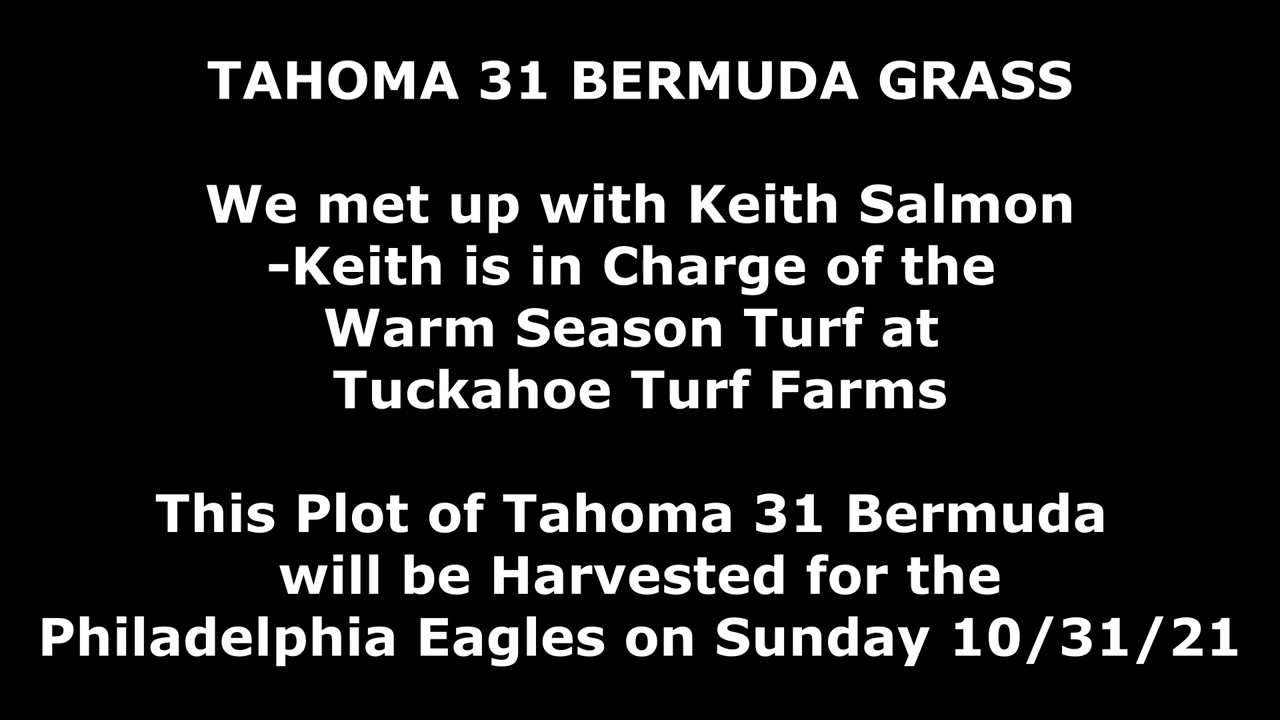 TAHOMA 31 BERMUDA GRASS
We met up with Keith Salmon
-Keith is in Charge of the
Warm Season Turf at
Tuckahoe Turf Farms
This Plot of Tahoma 31 Bermuda
will be Harvested for the
Philadelphia Eagles on Sunday 10/31/21